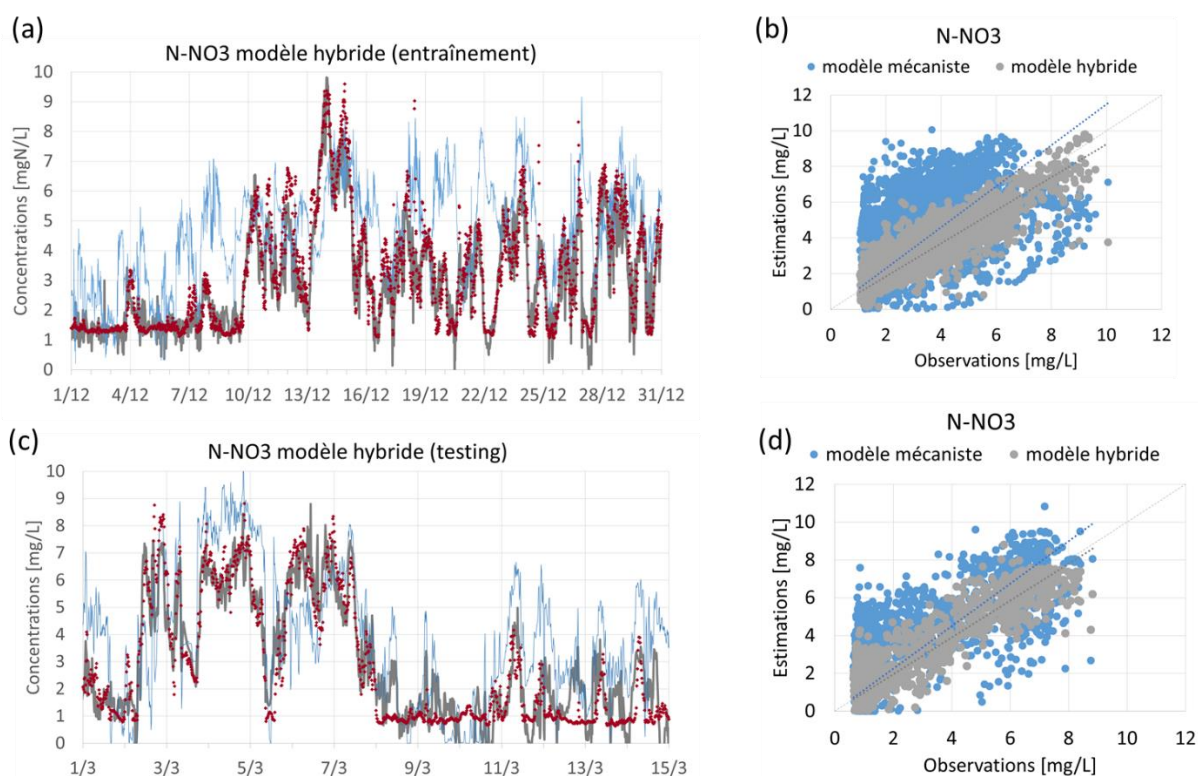 (a)
N-NO3 modèle hybride (entraînement)
Concentrations [mgN/L]
10
9
8
7
6
5
4
3
2
1
0
1/12 4/12 7/12 10/12 13/12 16/12 19/12 22/12 25/12 28/12 31/12
(b)
N-NO3
modèle mécaniste modèle hybride
Estimations [mg/L]
12
10
8
6
4
2
0
0 2 4 6 8 10 12
Observations [mg/L]
(c)
N-NO3 modèle hybride (testing)
Concentrations [mg/L]
10
9
8
7
6
5
4
3
2
1
0
1/3 3/3 5/3 7/3 9/3 11/3 13/3 15/3
(d)
N-NO3
modèle mécaniste modèle hybride
Estimations [mg/L]
12
10
8
6
4
2
0
0 2 4 6 8 10 12
Observations [mg/L]